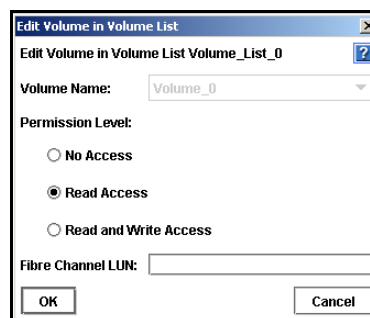 Edit Volume in Volume List
Edit Volume in Volume List Volume_List_0
?
Volume Name: Volume_0
Permission Level:
No Access
Read Access
Read and Write Access
Fibre Channel LUN:
OK Cancel